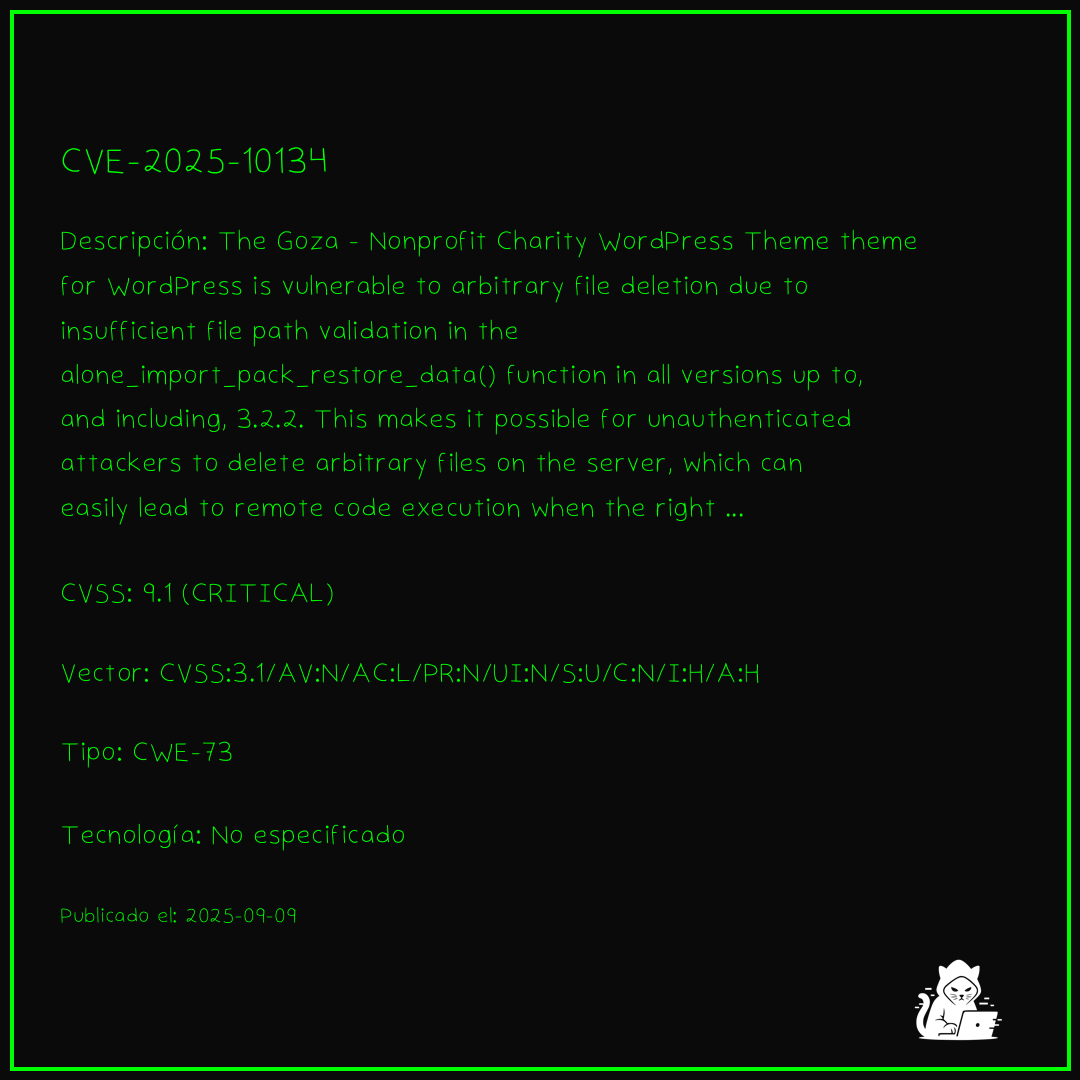 CVE-2025-10134
Descripción: The Goza - Nonprofit Charity WordPress Theme theme
for WordPress is vulnerable to arbitrary file deletion due to
insufficient file path validation in the
alone_import_pack_restore_data() function in all versions up to,
and including, 3.2.2. This makes it possible for unauthenticated
attackers to delete arbitrary files on the server, which can
easily lead to remote code execution when the right ...
CVSS: 9.1 (CRITICAL)
Vector: CVSS:3.1/AV:N/AC:L/PR:N/UI:N/S:U/C:N/I:H/A:H
Tipo: CWE-73
Tecnología: No especificado
Publicado el: 2025-09-09